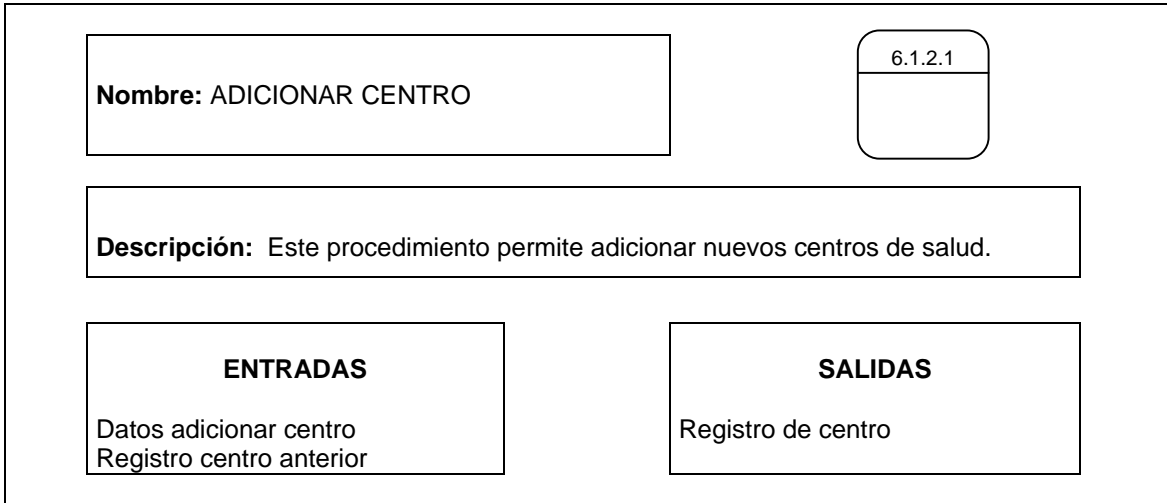 Nombre: ADICIONAR CENTRO
6.1.2.1
Descripción: Este procedimiento permite adicionar nuevos centros de salud.
ENTRADAS
Datos adicionar centro
Registro centro anterior
SALIDAS
Registro de centro